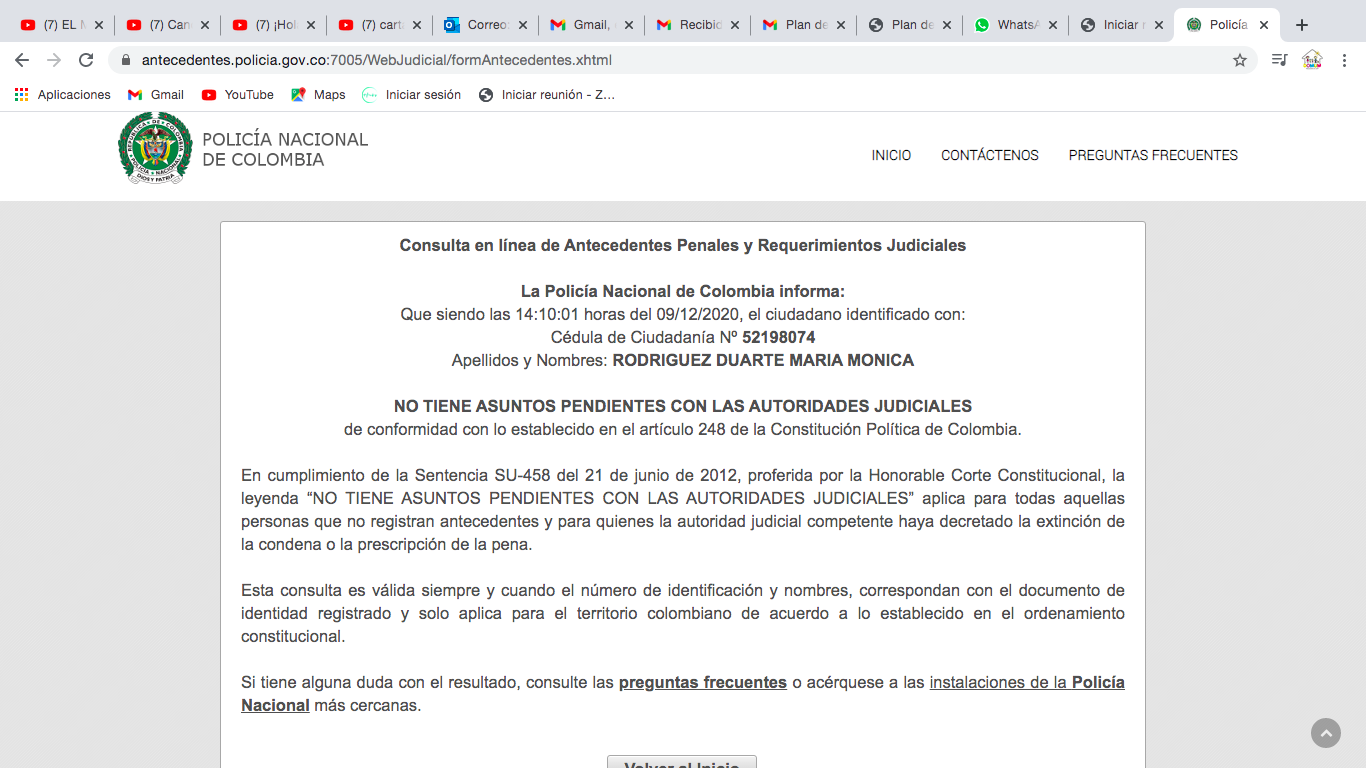 (7) EL M
(7) Can
(7) ¡Hol
(7) carta
Correo:
Gmail,
Recibid
Plan de
Plan de
WhatsA
Iniciar r
Policía
antecedentes.policia.gov.co:7005/WebJudicial/formAntecedentes.xhtml
Aplicaciones
Gmail
YouTube
Maps
Iniciar sesión
Iniciar reunión - Z...
POLICÍA NACIONAL
DE COLOMBIA
INICIO
CONTÁCTENOS
PREGUNTAS FRECUENTES
Consulta en línea de Antecedentes Penales y Requerimientos Judiciales
La Policía Nacional de Colombia informa:
Que siendo las 14:10:01 horas del 09/12/2020, el ciudadano identificado con:
Cédula de Ciudadanía Nº 52198074
Apellidos y Nombres: RODRIGUEZ DUARTE MARIA MONICA
NO TIENE ASUNTOS PENDIENTES CON LAS AUTORIDADES JUDICIALES
de conformidad con lo establecido en el artículo 248 de la Constitución Política de Colombia.
En cumplimiento de la Sentencia SU-458 del 21 de junio de 2012, proferida por la Honorable Corte Constitucional, la
leyenda “NO TIENE ASUNTOS PENDIENTES CON LAS AUTORIDADES JUDICIALES” aplica para todas aquellas
personas que no registran antecedentes y para quienes la autoridad judicial competente haya decretado la extinción de
la condena o la prescripción de la pena.
Esta consulta es válida siempre y cuando el número de identificación y nombres, correspondan con el documento de
identidad registrado y solo aplica para el territorio colombiano de acuerdo a lo establecido en el ordenamiento
constitucional.
Si tiene alguna duda con el resultado, consulte las preguntas frecuentes o acérquese a las instalaciones de la Policía
Nacional más cercanas.
Volver al Inicio